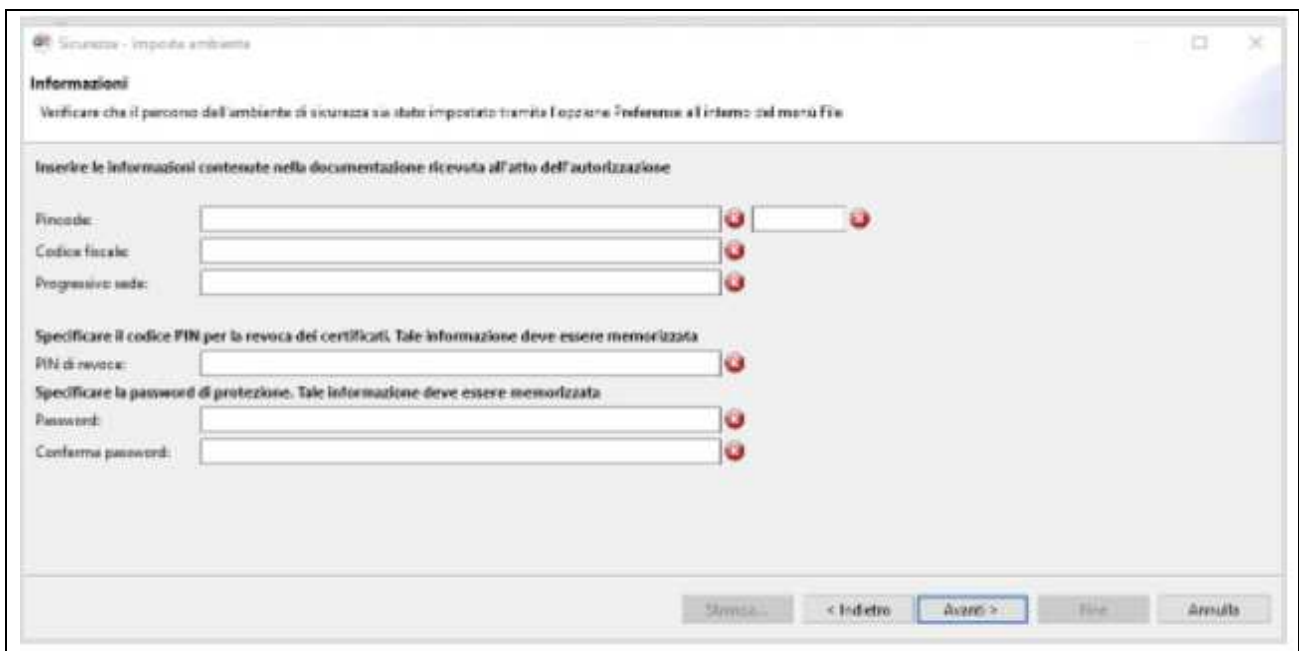 Sicurezza - Imposta ambiente
Informazioni
Verificare che il percorso dell'ambiente di sicurezza sia stato impostato tramite l'opzione Preference all'interno del menù File
Inserire le informazioni contenute nella documentazione ricevuta all'atto dell'autorizzazione
Pincode:
Codice fiscale:
Progressivo sede:
Specificare il codice PIN per la revoca dei certificati. Tale informazione deve essere memorizzata
PIN di revoca:
Specificare la password di protezione. Tale informazione deve essere memorizzata
Password:
Conferma password:
Stampa... < Indietro Avanti > Fine Annulla